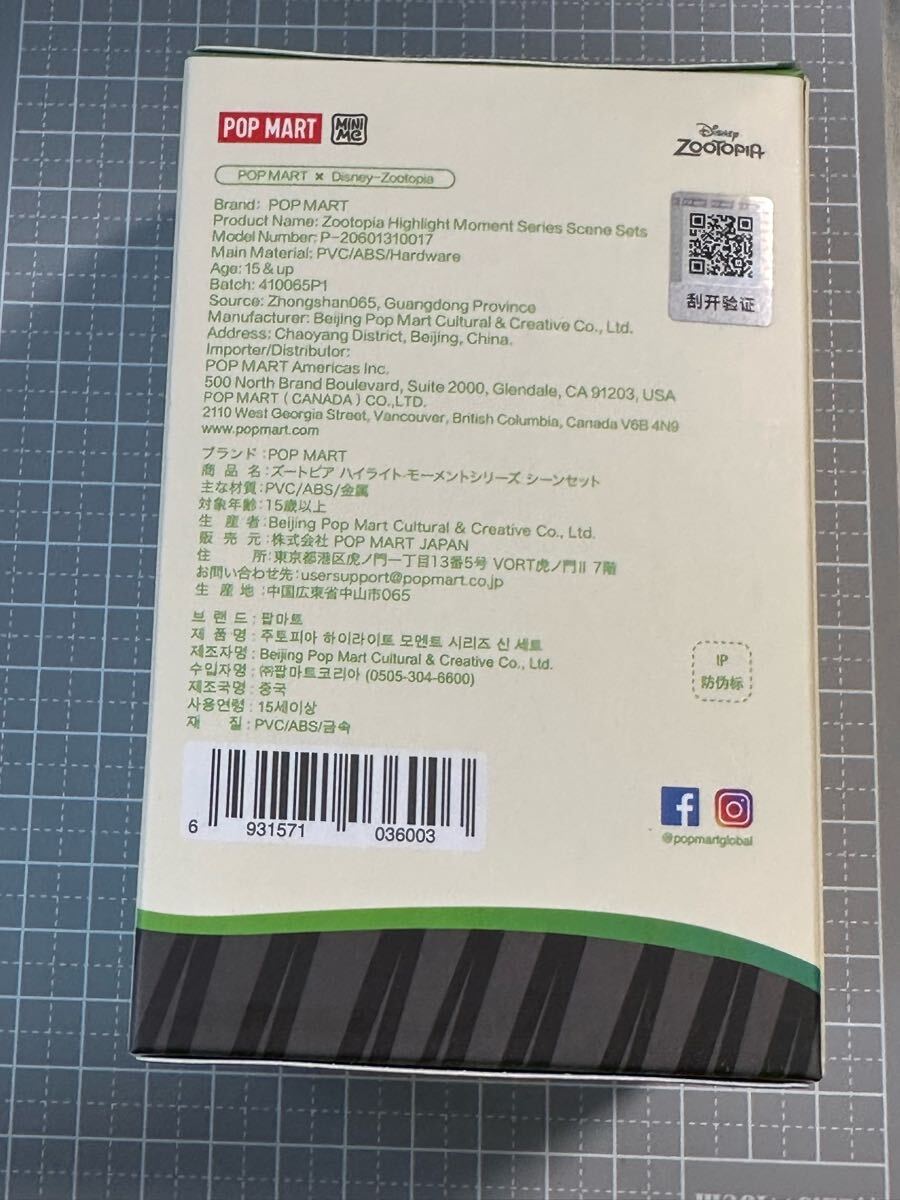 POP MART MINI Me
Disney
ZOOTOPIA
POP MART × Disney-Zootopia
Brand: POP MART
Product Name: Zootopia Highlight Moment Series Scene Sets
Model Number: P-20601310017
Main Material: PVC/ABS/Hardware
Age: 15 & up
Batch: 410065P1
Source: Zhongshan065, Guangdong Province
Manufacturer: Beijing Pop Mart Cultural & Creative Co., Ltd.
Address: Chaoyang District, Beijing, China.
Importer/Distributor:
POP MART Americas Inc.
500 North Brand Boulevard, Suite 2000, Glendale, CA 91203, USA
POP MART (CANADA) CO.,LTD.
2110 West Georgia Street, Vancouver, British Columbia, Canada V6B 4N9
www.popmart.com
刮开验证
ブランド:POP MART
商品名:ズートピア ハイライト モーメントシリーズ シーンセット
主な材質:PVC/ABS/金属
対象年齢:15歳以上
生産者:Beijing Pop Mart Cultural & Creative Co., Ltd.
販売元:株式会社 POP MART JAPAN
住所:東京都港区虎ノ門一丁目13番5号 VORT虎ノ門II 7階
お問い合わせ先:usersupport@popmart.co.jp
生産地:中国広東省中山市065
브랜드:팝마트
제품명:주토피아 하이라이트 모멘트 시리즈 신 세트
제조자명:Beijing Pop Mart Cultural & Creative Co., Ltd.
수입자명:㈜팝마트코리아 (0505-304-6600)
제조국명:중국
사용연령:15세이상
재질:PVC/ABS/금속
IP
防伪标
6 931571 036003
@popmartglobal